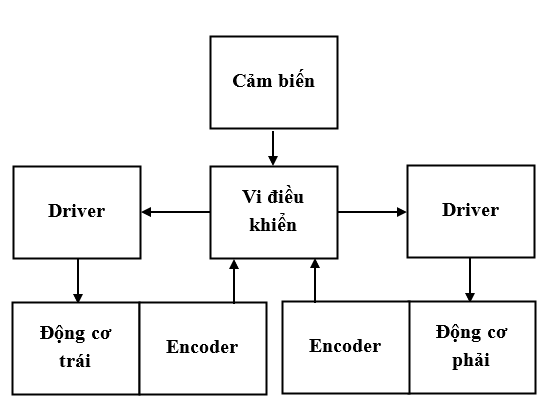 Cảm biến
Driver
Vi điều
khiển
Driver
Động cơ
trái
Encoder
Encoder
Động cơ
phải